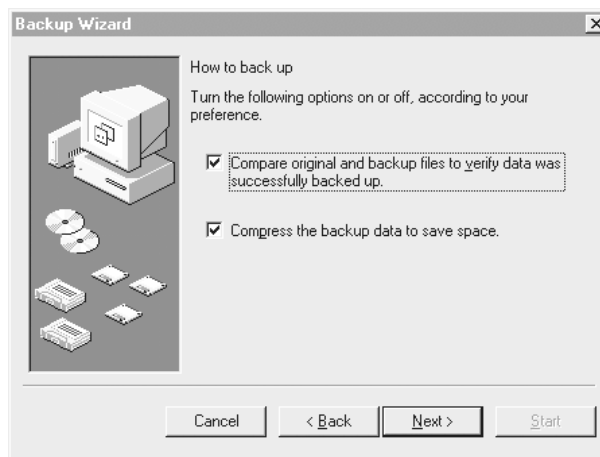 Backup Wizard
How to back up
Turn the following options on or off, according to your
preference.
Compare original and backup files to verify data was
successfully backed up.
Compress the backup data to save space.
Cancel
< Back
Next >
Start